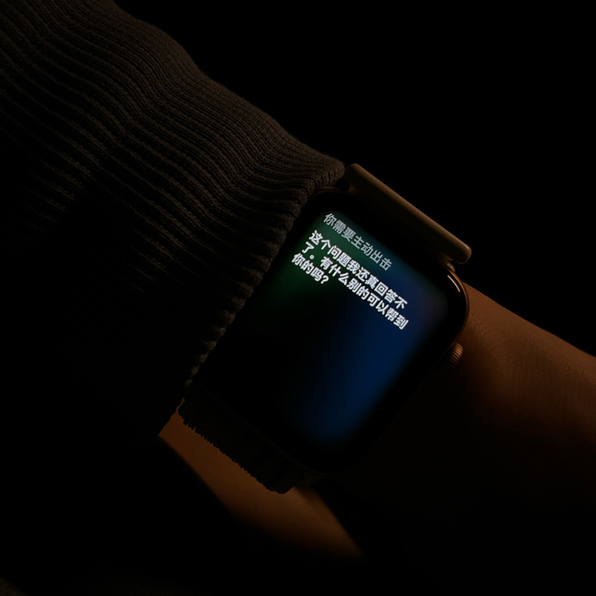 你需要主动出击
这个问题我还真回答不
了。有什么别的可以帮到
你的吗?